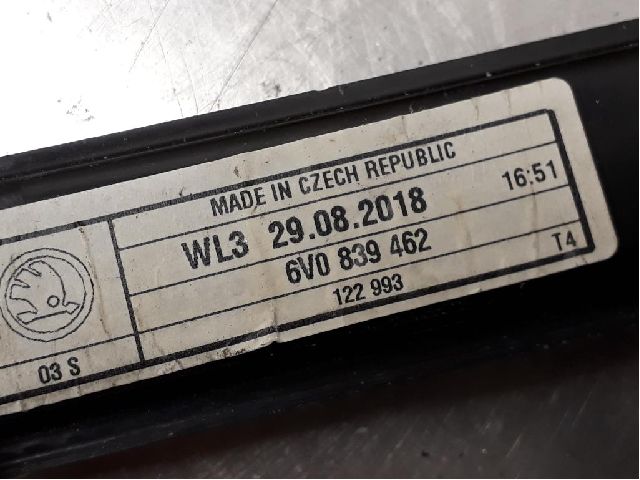 MADE IN CZECH REPUBLIC
WL3 29.08.2018 16:51
6V0 839 462
122 993 T4
03 S